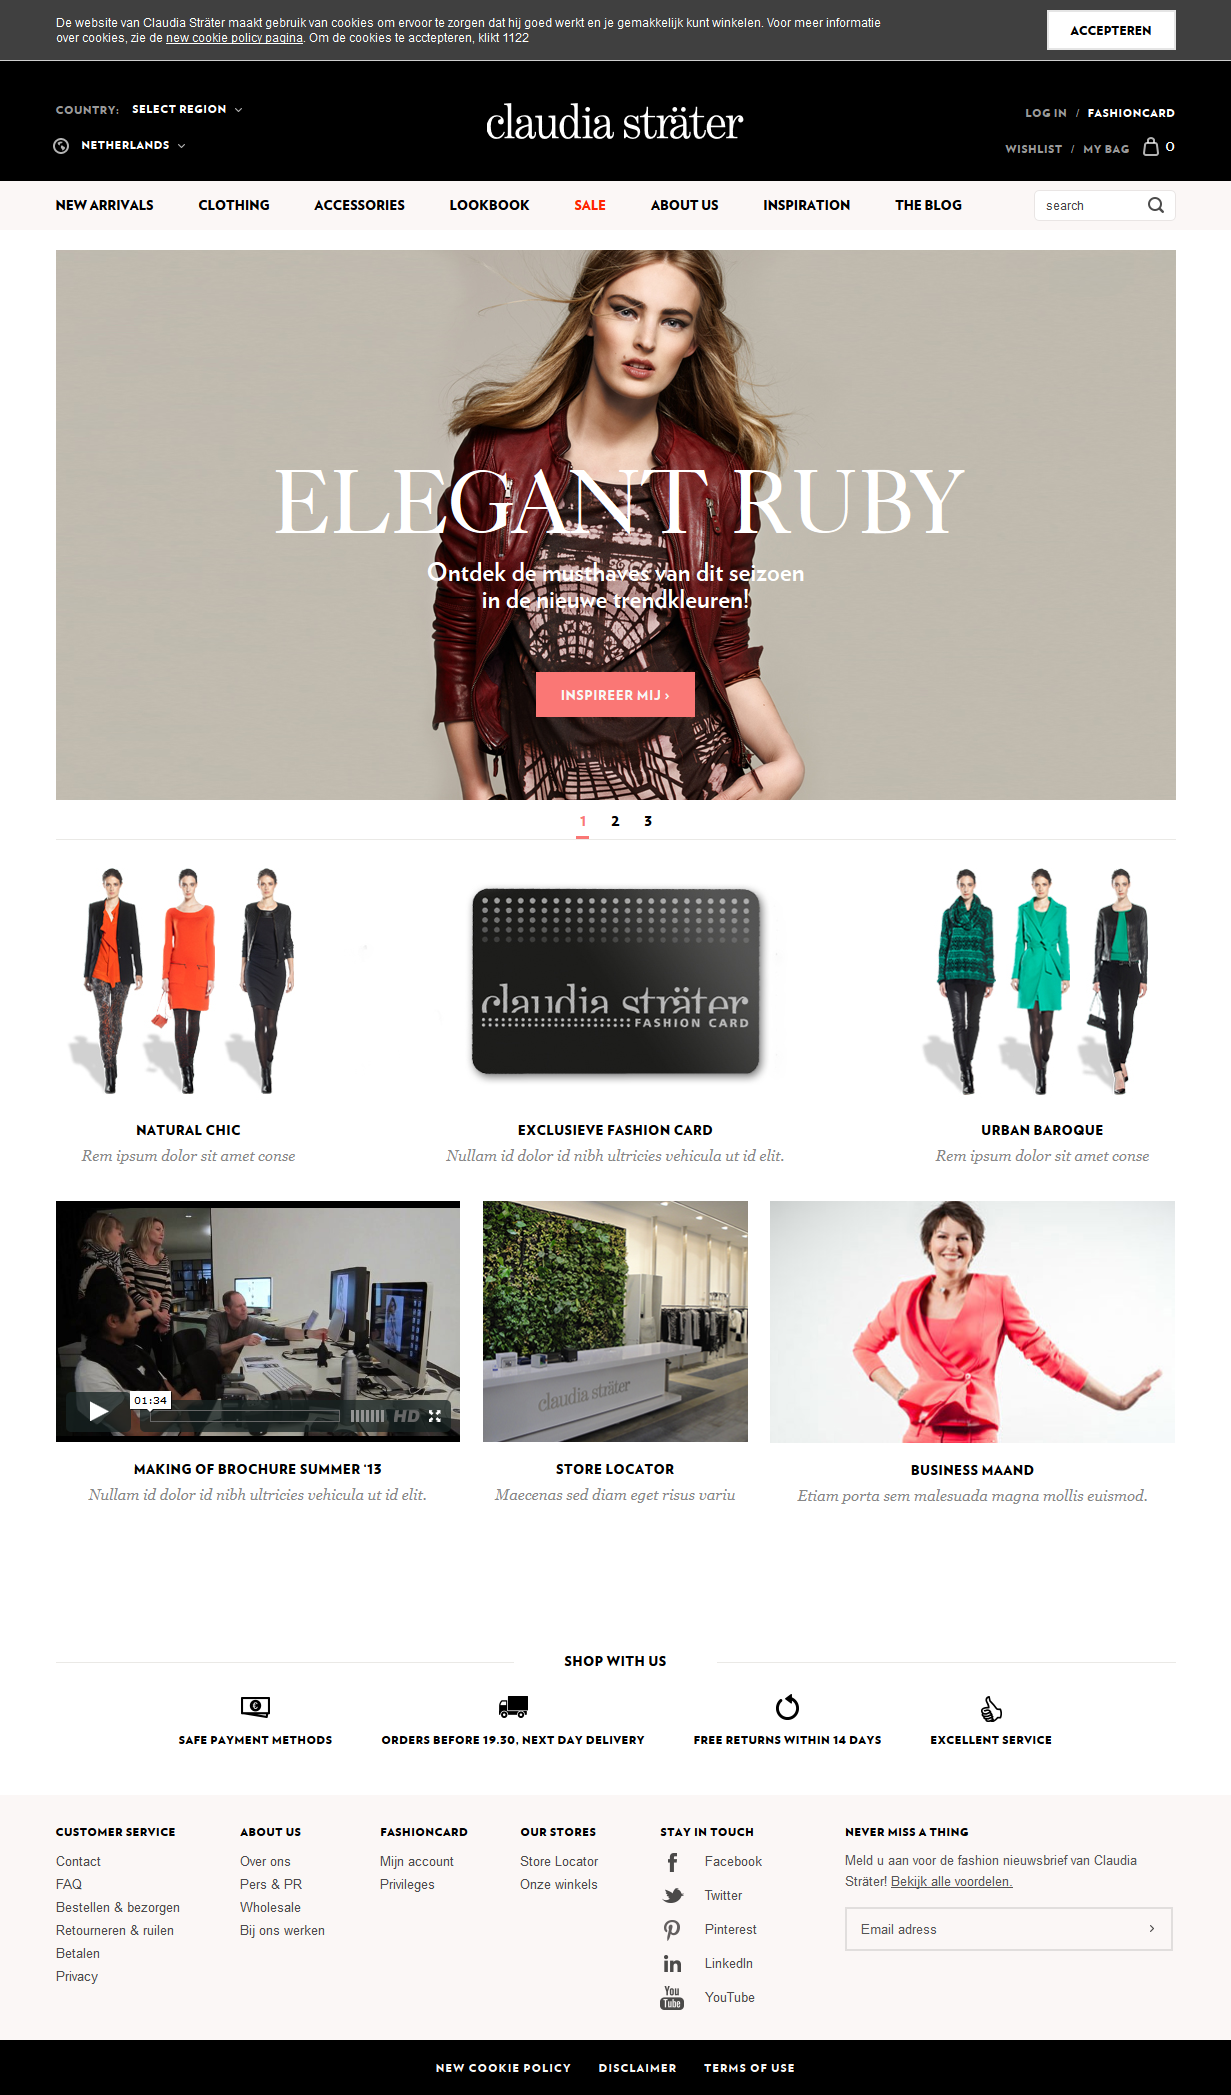 De website van Claudia Sträter maakt gebruik van cookies om ervoor te zorgen dat hij goed werkt en je gemakkelijk kunt winkelen. Voor meer informatie
over cookies, zie de new cookie policy pagina. Om de cookies te acctepteren, klikt 1122
ACCEPTEREN
COUNTRY: SELECT REGION
NETHERLANDS
claudia sträter
LOG IN / FASHIONCARD
WISHLIST / MY BAG 0
NEW ARRIVALS CLOTHING ACCESSORIES LOOKBOOK SALE ABOUT US INSPIRATION THE BLOG
search
ELEGANT RUBY
Ontdek de musthaves van dit seizoen
in de nieuwe trendkleuren!
INSPIREER MIJ ›
1 2 3
claudia sträter
FASHION CARD
NATURAL CHIC
Rem ipsum dolor sit amet conse
EXCLUSIEVE FASHION CARD
Nullam id dolor id nibh ultricies vehicula ut id elit.
URBAN BAROQUE
Rem ipsum dolor sit amet conse
01:34
HD
claudia sträter
MAKING OF BROCHURE SUMMER '13
Nullam id dolor id nibh ultricies vehicula ut id elit.
STORE LOCATOR
Maecenas sed diam eget risus variu
BUSINESS MAAND
Etiam porta sem malesuada magna mollis euismod.
SHOP WITH US
SAFE PAYMENT METHODS
ORDERS BEFORE 19.30, NEXT DAY DELIVERY
FREE RETURNS WITHIN 14 DAYS
EXCELLENT SERVICE
CUSTOMER SERVICE
Contact
FAQ
Bestellen & bezorgen
Retourneren & ruilen
Betalen
Privacy
ABOUT US
Over ons
Pers & PR
Wholesale
Bij ons werken
FASHIONCARD
Mijn account
Privileges
OUR STORES
Store Locator
Onze winkels
STAY IN TOUCH
Facebook
Twitter
Pinterest
in LinkedIn
You Tube YouTube
NEVER MISS A THING
Meld u aan voor de fashion nieuwsbrief van Claudia
Sträter! Bekijk alle voordelen.
Email adress
NEW COOKIE POLICY DISCLAIMER TERMS OF USE